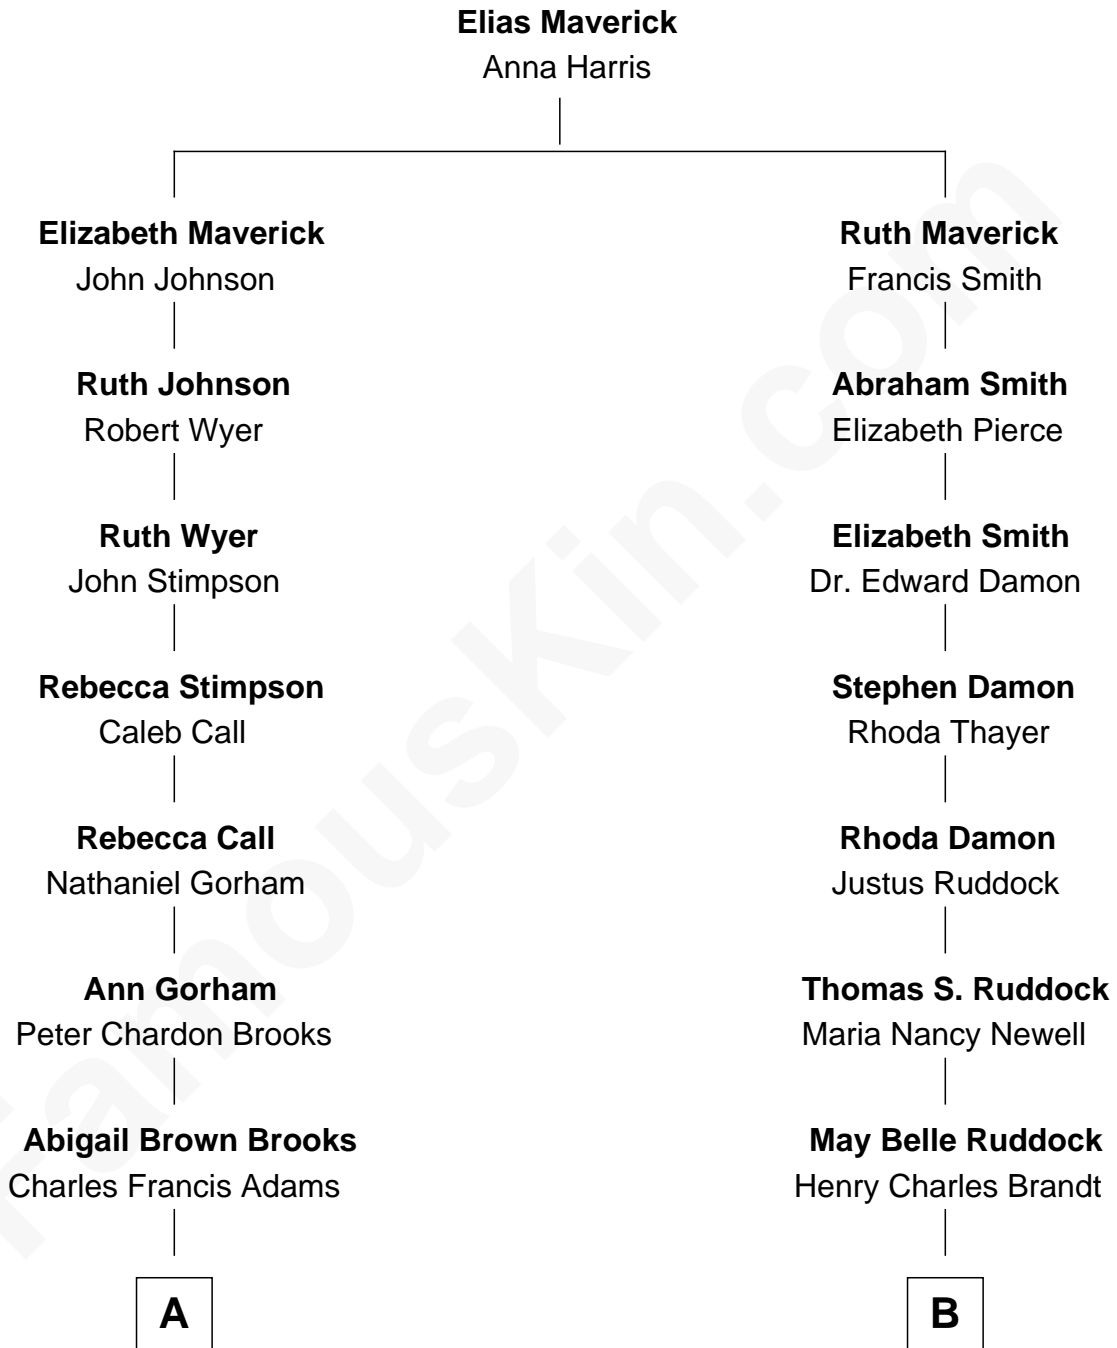 Elias Maverick
Anna Harris
Elizabeth Maverick
John Johnson
Ruth Johnson
Robert Wyer
Ruth Wyer
John Stimpson
Rebecca Stimpson
Caleb Call
Rebecca Call
Nathaniel Gorham
Ann Gorham
Peter Chardon Brooks
Abigail Brown Brooks
Charles Francis Adams
A
Ruth Maverick
Francis Smith
Abraham Smith
Elizabeth Pierce
Elizabeth Smith
Dr. Edward Damon
Stephen Damon
Rhoda Thayer
Rhoda Damon
Justus Ruddock
Thomas S. Ruddock
Maria Nancy Newell
May Belle Ruddock
Henry Charles Brandt
B
FamousKin.com